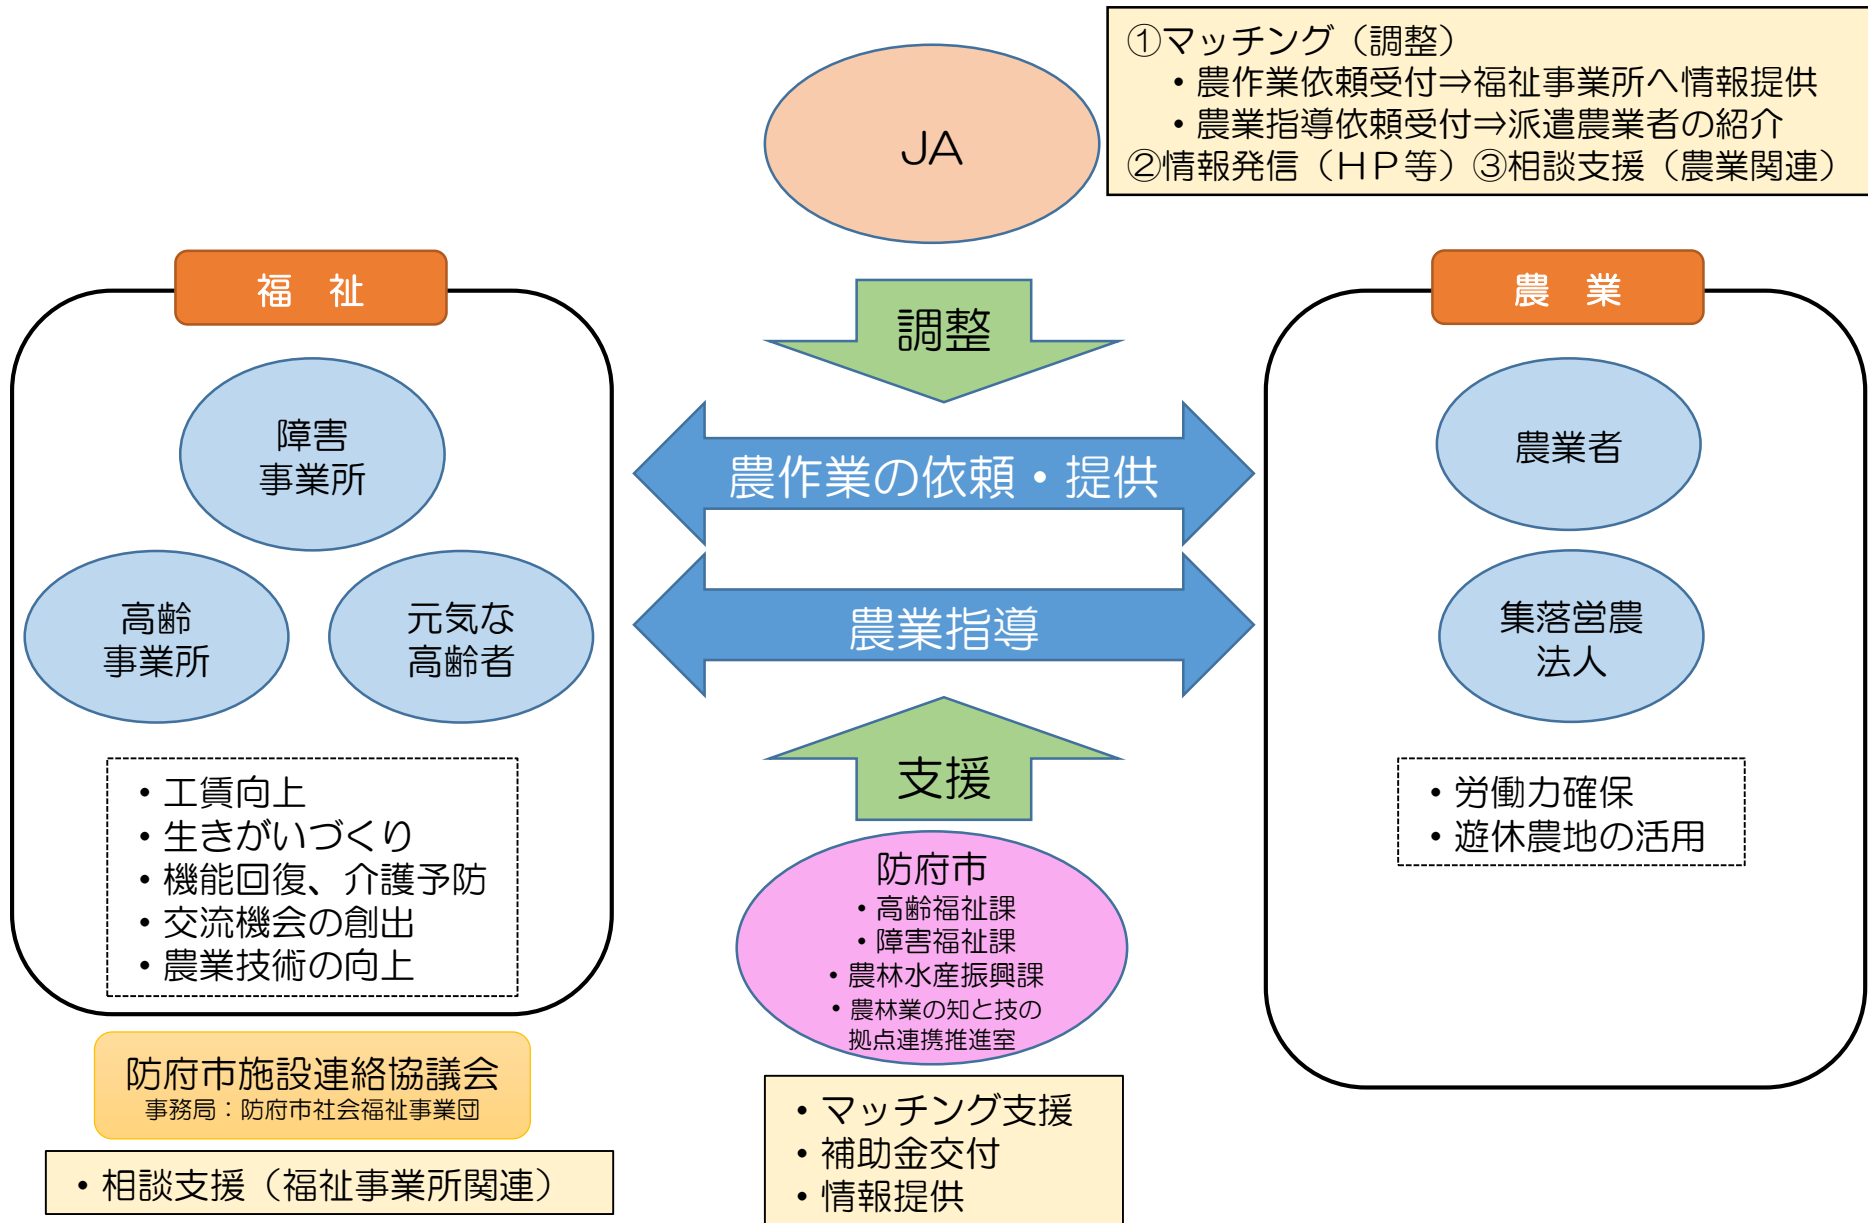 ①マッチング（調整）
・農作業依頼受付⇒福祉事業所へ情報提供
・農業指導依頼受付⇒派遣農業者の紹介
②情報発信（ＨＰ等）③相談支援（農業関連）
JA
調整
福　祉
障害
事業所
高齢
事業所
元気な
高齢者
・工賃向上
・生きがいづくり
・機能回復、介護予防
・交流機会の創出
・農業技術の向上
農作業の依頼・提供
農業指導
農　業
農業者
集落営農
法人
・労働力確保
・遊休農地の活用
支援
防府市
・高齢福祉課
・障害福祉課
・農林水産振興課
・農林業の知と技の
拠点連携推進室
・マッチング支援
・補助金交付
・情報提供
防府市施設連絡協議会
事務局：防府市社会福祉事業団
・相談支援（福祉事業所関連）